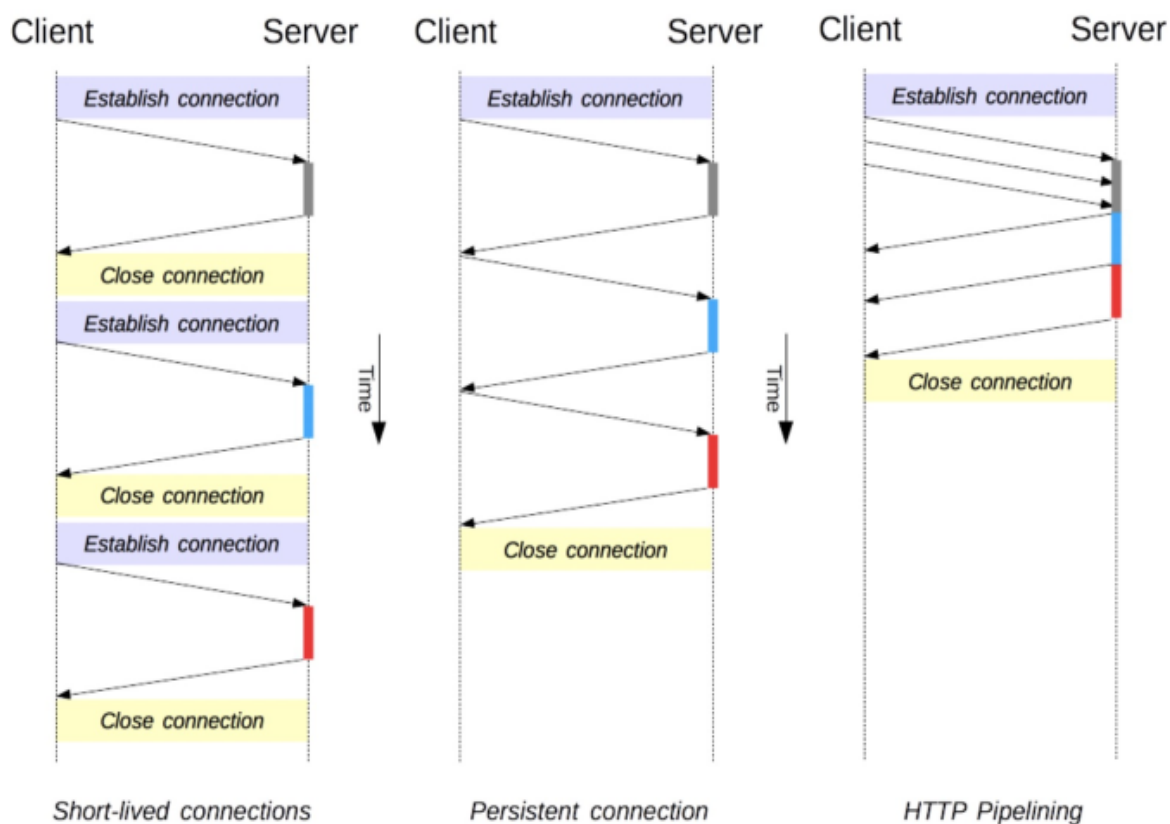 Client Server Client Server Client Server
Establish connection
Close connection
Establish connection
Close connection
Establish connection
Close connection
Time
Short-lived connections
Establish connection
Close connection
Time
Persistent connection
Establish connection
Close connection
HTTP Pipelining